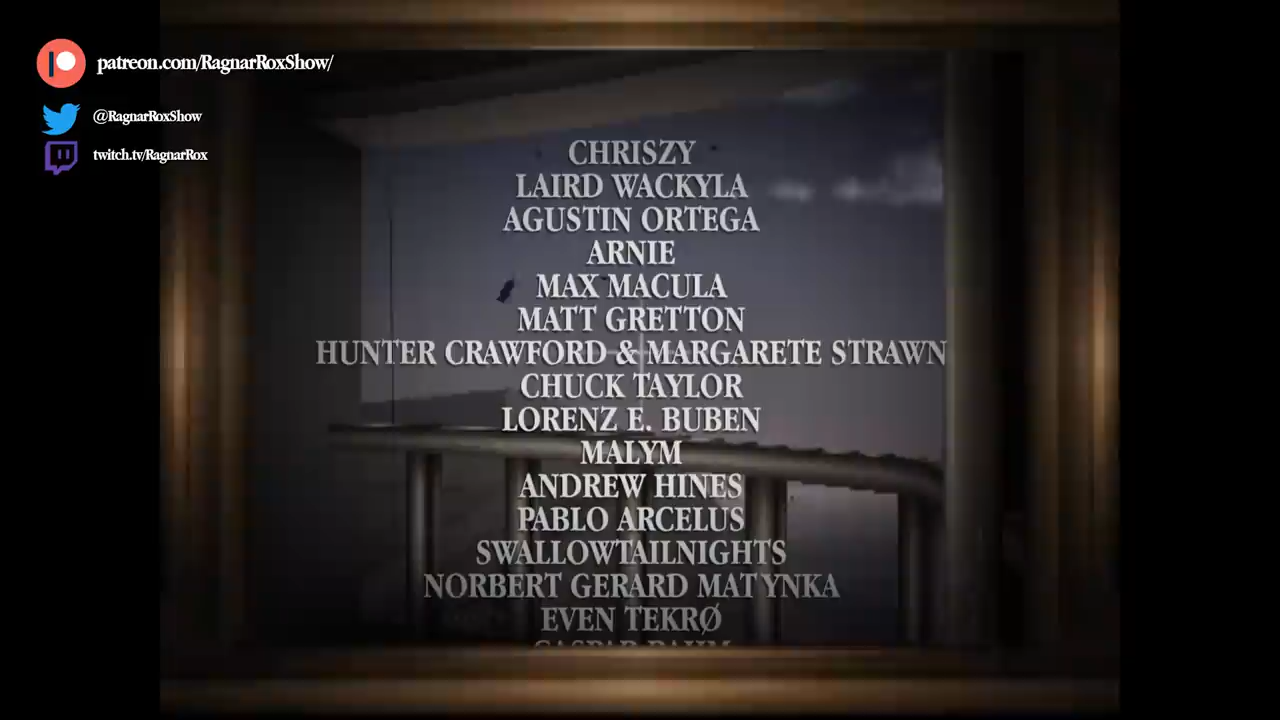 patreon.com/RagnarRoxShow/
@RagnarRoxShow
twitch.tv/RagnarRox
CHRISZY
LAIRD WACKYLA
AGUSTIN ORTEGA
ARNIE
MAX MACULA
MATT GRETTON
HUNTER CRAWFORD & MARGARETE STRAWN
CHUCK TAYLOR
LORENZ E. BUBEN
MALYM
ANDREW HINES
PABLO ARCELUS
SWALLOWTAILNIGHTS
NORBERT GERARD MATYNKA
EVEN TEKRØ